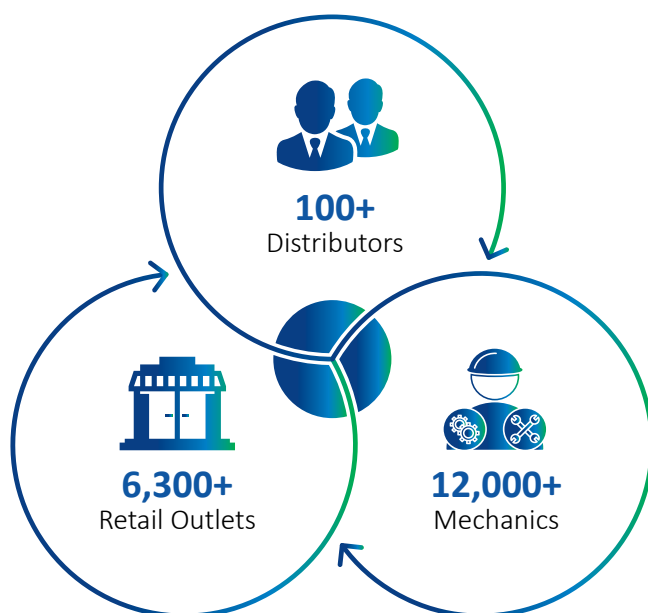 100+
Distributors
6,300+
Retail Outlets
12,000+
Mechanics